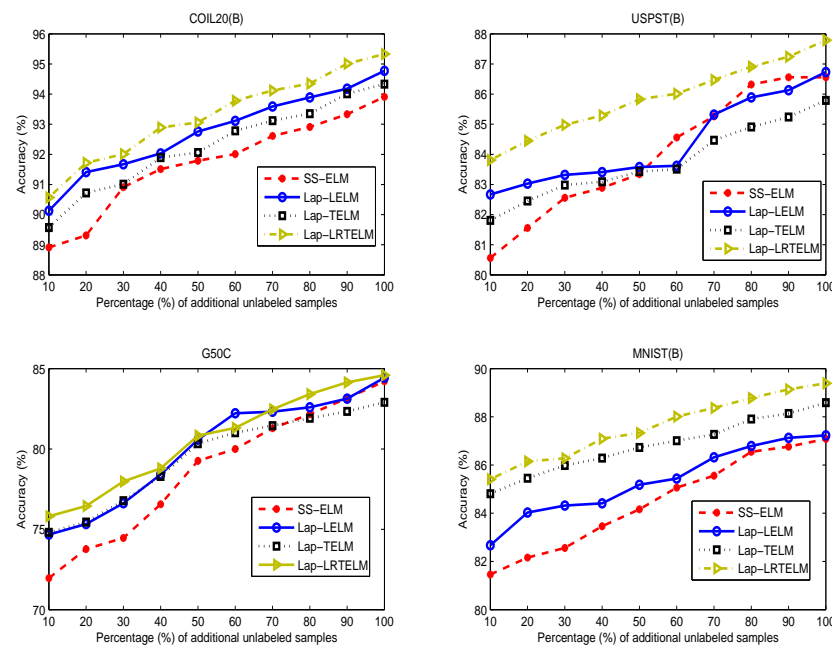 COIL20(B)
Accuracy (%)
96
95
94
93
92
91
90
89
88
10 20 30 40 50 60 70 80 90 100
Percentage (%) of additional unlabeled samples
SS−ELM
Lap−LELM
Lap−TELM
Lap−LRTELM
USPST(B)
Accuracy (%)
88
87
86
85
84
83
82
81
80
10 20 30 40 50 60 70 80 90 100
Percentage (%) of additional unlabeled samples
SS−ELM
Lap−LELM
Lap−TELM
Lap−LRTELM
G50C
Accuracy (%)
85
80
75
70
10 20 30 40 50 60 70 80 90 100
Percentage (%) of additional unlabeled samples
SS−ELM
Lap−LELM
Lap−TELM
Lap−LRTELM
MNIST(B)
Accuracy (%)
90
88
86
84
82
80
10 20 30 40 50 60 70 80 90 100
Percentage (%) of additional unlabeled samples
SS−ELM
Lap−LELM
Lap−TELM
Lap−LRTELM